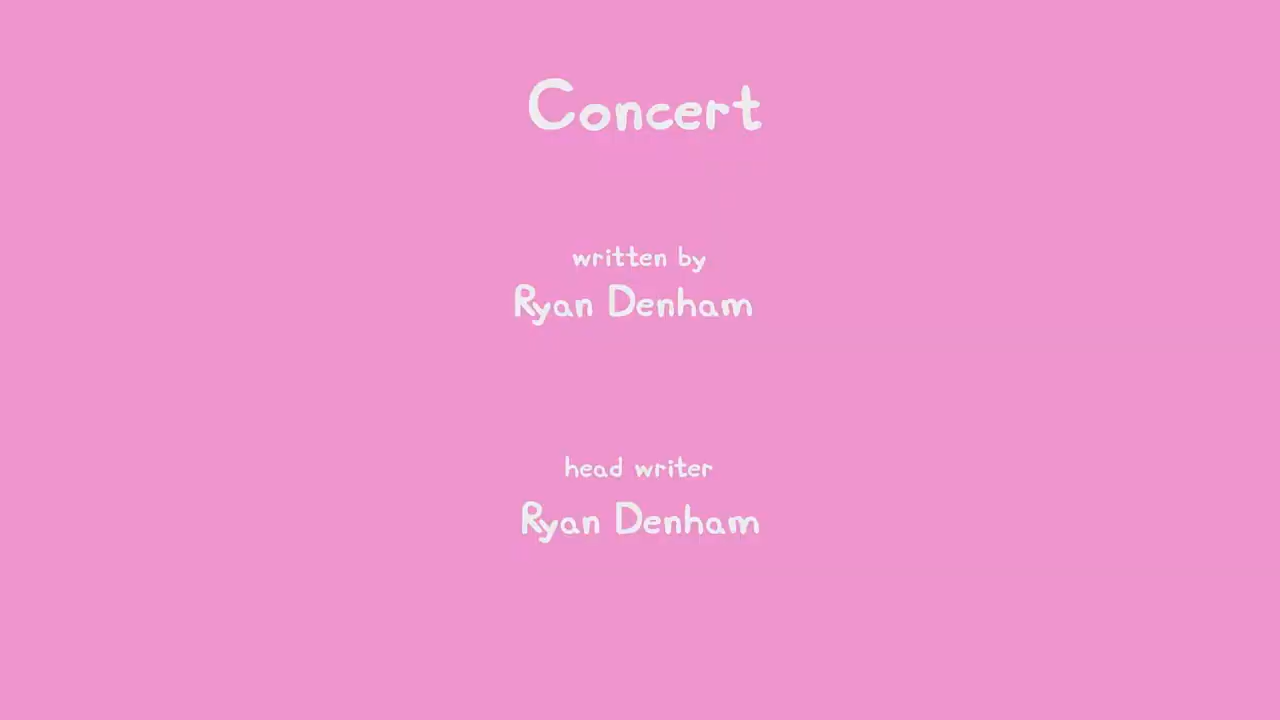 Concert
written by
Ryan Denham
head writer
Ryan Denham